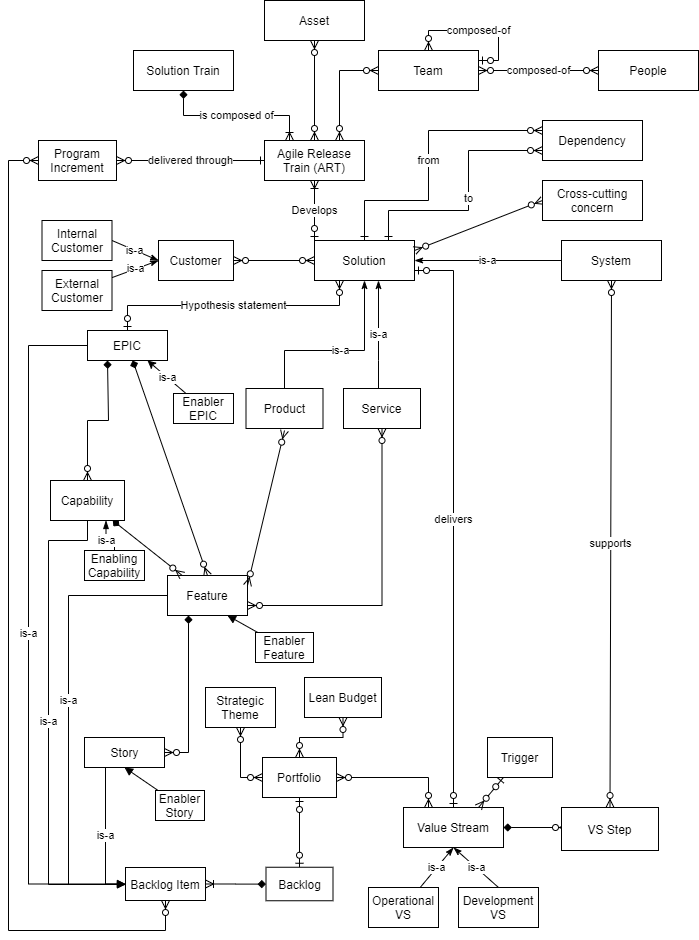 Asset
composed-of
Solution Train
Team
composed-of
People
is composed of
Dependency
Program
Increment
delivered through
Agile Release
Train (ART)
from
to
Cross-cutting
concern
Develops
Internal
Customer
is-a
External
Customer
is-a
Customer
Solution
is-a
System
Hypothesis statement
EPIC
is-a
is-a
is-a
Enabler
EPIC
Product
Service
Capability
is-a
Enabling
Capability
delivers
supports
Feature
is-a
Enabler
Feature
is-a
is-a
Strategic
Theme
Lean Budget
Story
Enabler
Story
Portfolio
Trigger
is-a
Value Stream
VS Step
is-a
is-a
Backlog Item
Backlog
Operational
VS
Development
VS